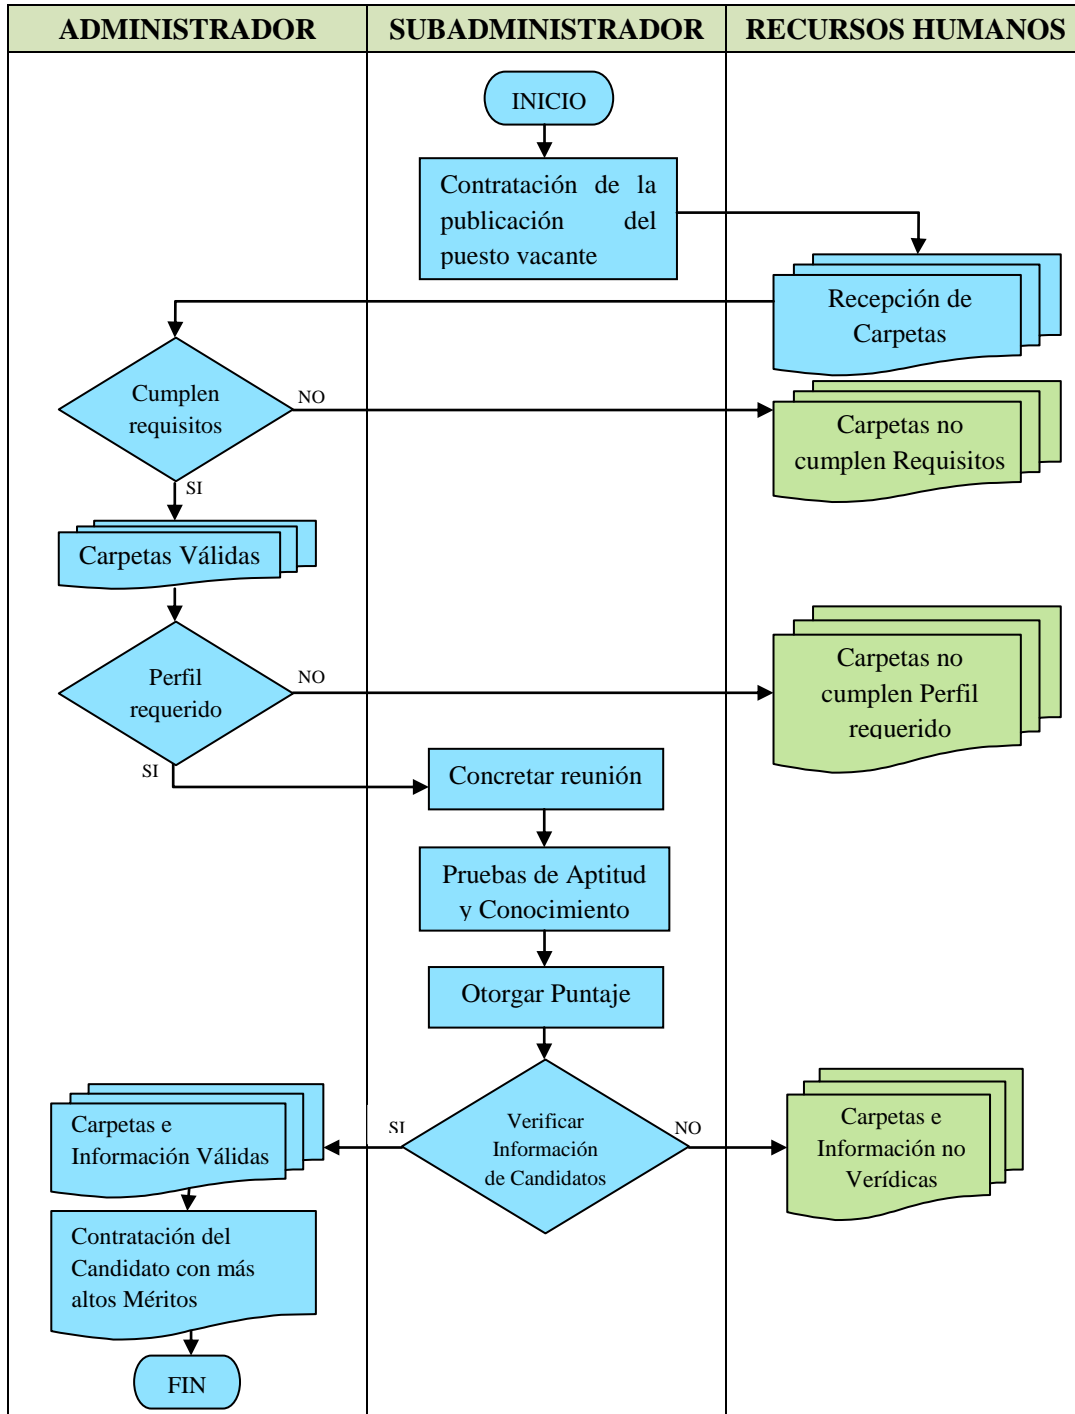 ADMINISTRADOR
SUBADMINISTRADOR
RECURSOS HUMANOS
INICIO
Contratación de la
publicación del
puesto vacante
Recepción de
Carpetas
Cumplen
requisitos
NO
Carpetas no
cumplen Requisitos
SI
Carpetas Válidas
Perfil
requerido
NO
Carpetas no
cumplen Perfil
requerido
SI
Concretar reunión
Pruebas de Aptitud
y Conocimiento
Otorgar Puntaje
Verificar
Información
de Candidatos
SI
NO
Carpetas e
Información Válidas
Carpetas e
Información no
Verídicas
Contratación del
Candidato con más
altos Méritos
FIN